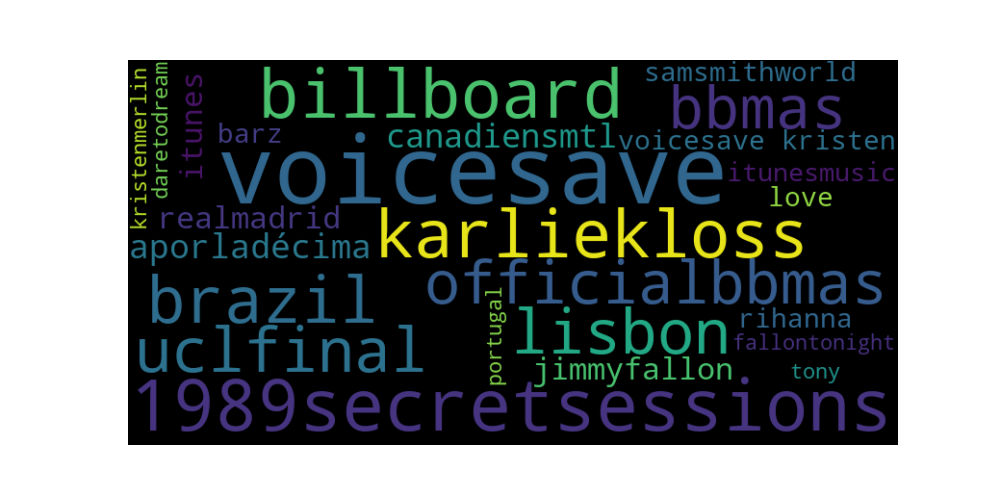 kristenmerlin
daretodream
itunes
billboard
samsmithworld
bbmas
barz
canadiensmtl
voicesave kristen
voicesave
itunesmusic
love
realmadrid
karliekloss
aporladécima
officialbbmas
brazil
portugal
lisbon
rihanna
uclfinal
fallontonight
jimmyfallon
tony
1989secretsessions